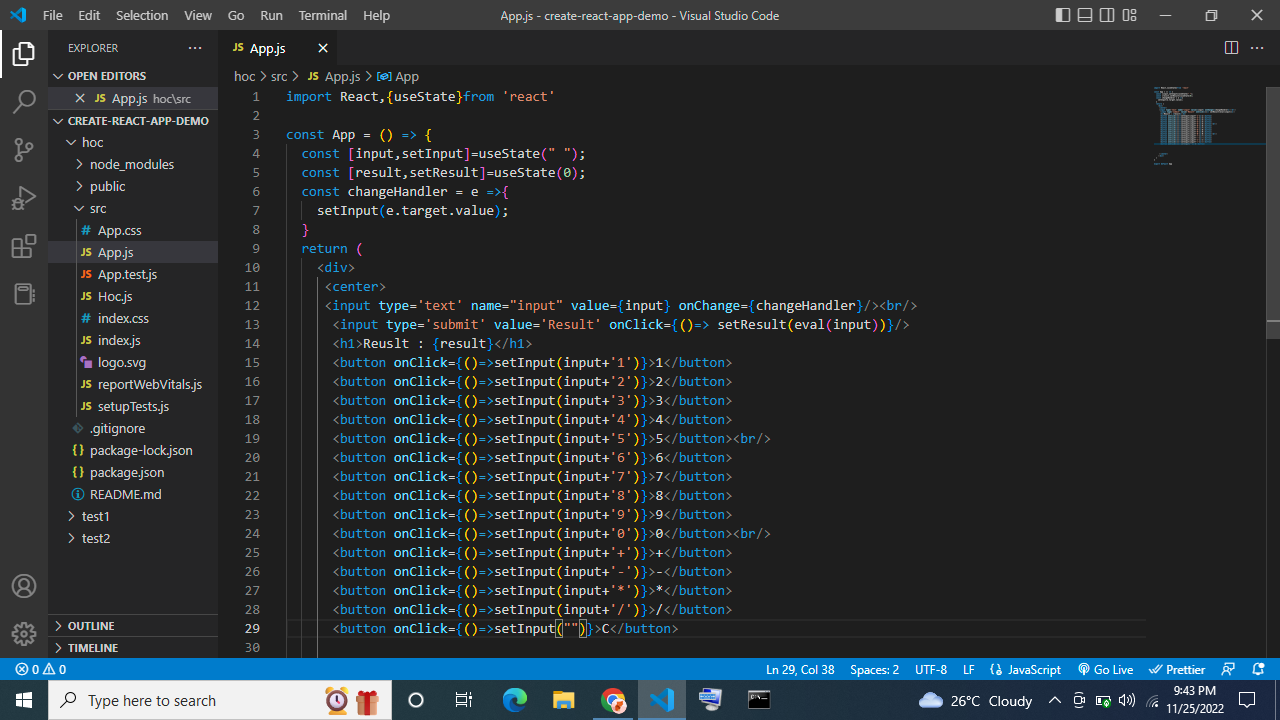 File Edit Selection View Go Run Terminal Help App.js - create-react-app-demo - Visual Studio Code
EXPLORER ···
App.js ×
OPEN EDITORS
× JS App.js hoc\src
CREATE-REACT-APP-DEMO
hoc
node_modules
public
src
# App.css
JS App.js
JS App.test.js
JS Hoc.js
# index.css
JS index.js
logo.svg
JS reportWebVitals.js
JS setupTests.js
.gitignore
{} package-lock.json
{} package.json
README.md
test1
test2
OUTLINE
TIMELINE
hoc > src > JS App.js > App
1 import React,{useState}from 'react'
2
3 const App = () => {
4 const [input,setInput]=useState(" ");
5 const [result,setResult]=useState(0);
6 const changeHandler = e =>{
7 setInput(e.target.value);
8 }
9 return (
10 <div>
11 <center>
12 <input type='text' name="input" value={input} onChange={changeHandler}/><br/>
13 <input type='submit' value='Result' onClick={()=> setResult(eval(input))}/>
14 <h1>Reuslt : {result}</h1>
15 <button onClick={()=>setInput(input+'1')}>1</button>
16 <button onClick={()=>setInput(input+'2')}>2</button>
17 <button onClick={()=>setInput(input+'3')}>3</button>
18 <button onClick={()=>setInput(input+'4')}>4</button>
19 <button onClick={()=>setInput(input+'5')}>5</button><br/>
20 <button onClick={()=>setInput(input+'6')}>6</button>
21 <button onClick={()=>setInput(input+'7')}>7</button>
22 <button onClick={()=>setInput(input+'8')}>8</button>
23 <button onClick={()=>setInput(input+'9')}>9</button>
24 <button onClick={()=>setInput(input+'0')}>0</button><br/>
25 <button onClick={()=>setInput(input+'+')}>+</button>
26 <button onClick={()=>setInput(input+'-')}>-</button>
27 <button onClick={()=>setInput(input+'*')}>*</button>
28 <button onClick={()=>setInput(input+'/')}>/</button>
29 <button onClick={()=>setInput("")}>C</button>
30
0 0 Ln 29, Col 38 Spaces: 2 UTF-8 LF JavaScript Go Live Prettier
Type here to search 26°C Cloudy 9:43 PM
11/25/2022